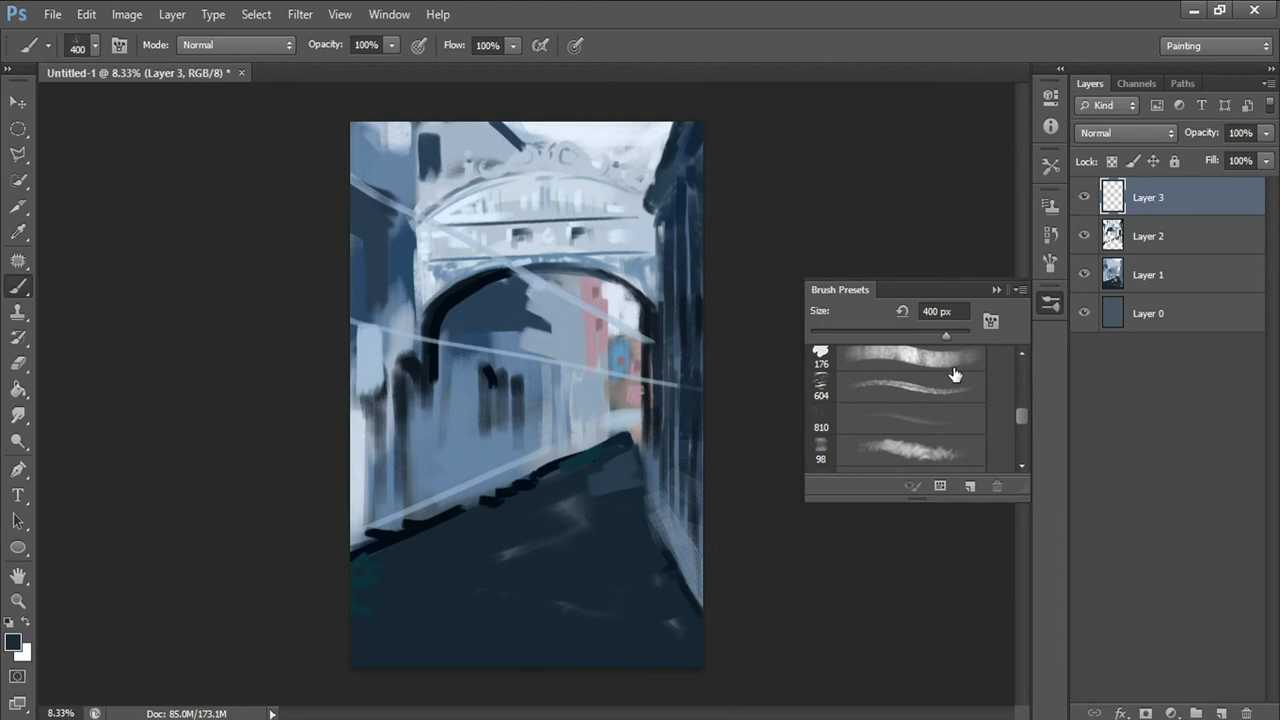 Ps File Edit Image Layer Type Select Filter View Window Help
400 Mode: Normal Opacity: 100% Flow: 100% Painting
Untitled-1 @ 8.33% (Layer 3, RGB/8) * ×
Layers Channels Paths
Kind
Normal Opacity: 100%
Lock: Fill: 100%
Layer 3
Layer 2
Layer 1
Layer 0
Brush Presets
Size: 400 px
176
604
810
98
8.33% Doc: 85.0M/173.1M